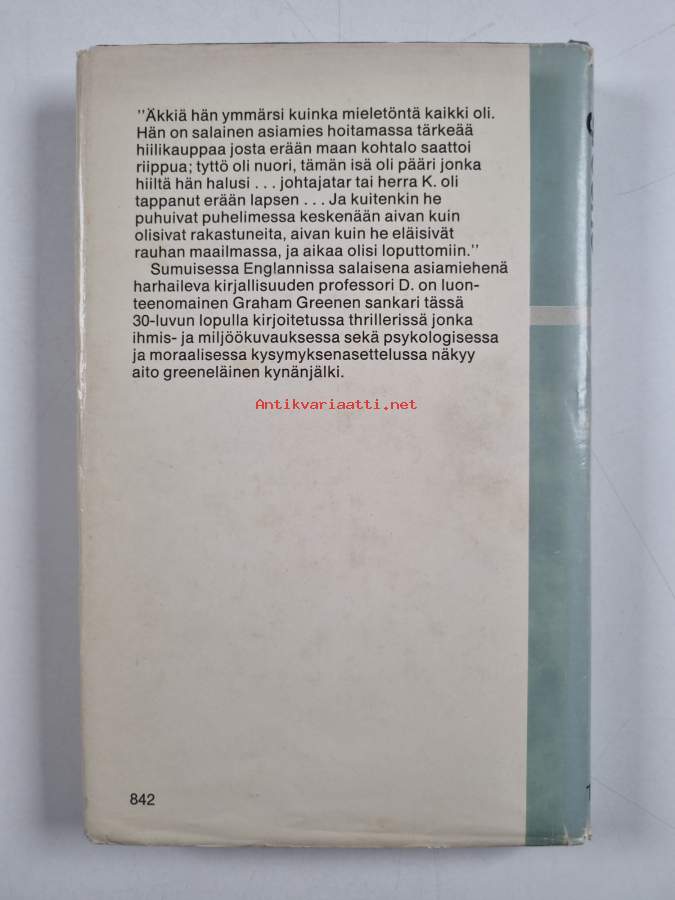 "Äkkiä hän ymmärsi kuinka mieletöntä kaikki oli.
Hän on salainen asiamies hoitamassa tärkeää
hiilikauppaa josta erään maan kohtalo saattoi
riippua; tyttö oli nuori, tämän isä oli pääri jonka
hiiltä hän halusi . . . johtajatar tai herra K. oli
tappanut erään lapsen . . . Ja kuitenkin he
puhuivat puhelimessa keskenään aivan kuin
olisivat rakastuneita, aivan kuin he eläisivät
rauhan maailmassa, ja aikaa olisi loputtomiin."
Sumuisessa Englannissa salaisena asiamiehenä
harhaileva kirjallisuuden professori D. on luon-
teenomainen Graham Greenen sankari tässä
30-luvun lopulla kirjoitetussa thrillerissä jonka
ihmis- ja miljöökuvauksessa sekä psykologisessa
ja moraalisessa kysymyksenasettelussa näkyy
aito greeneläinen kynänjälki.
Antikvariaatti.net
842